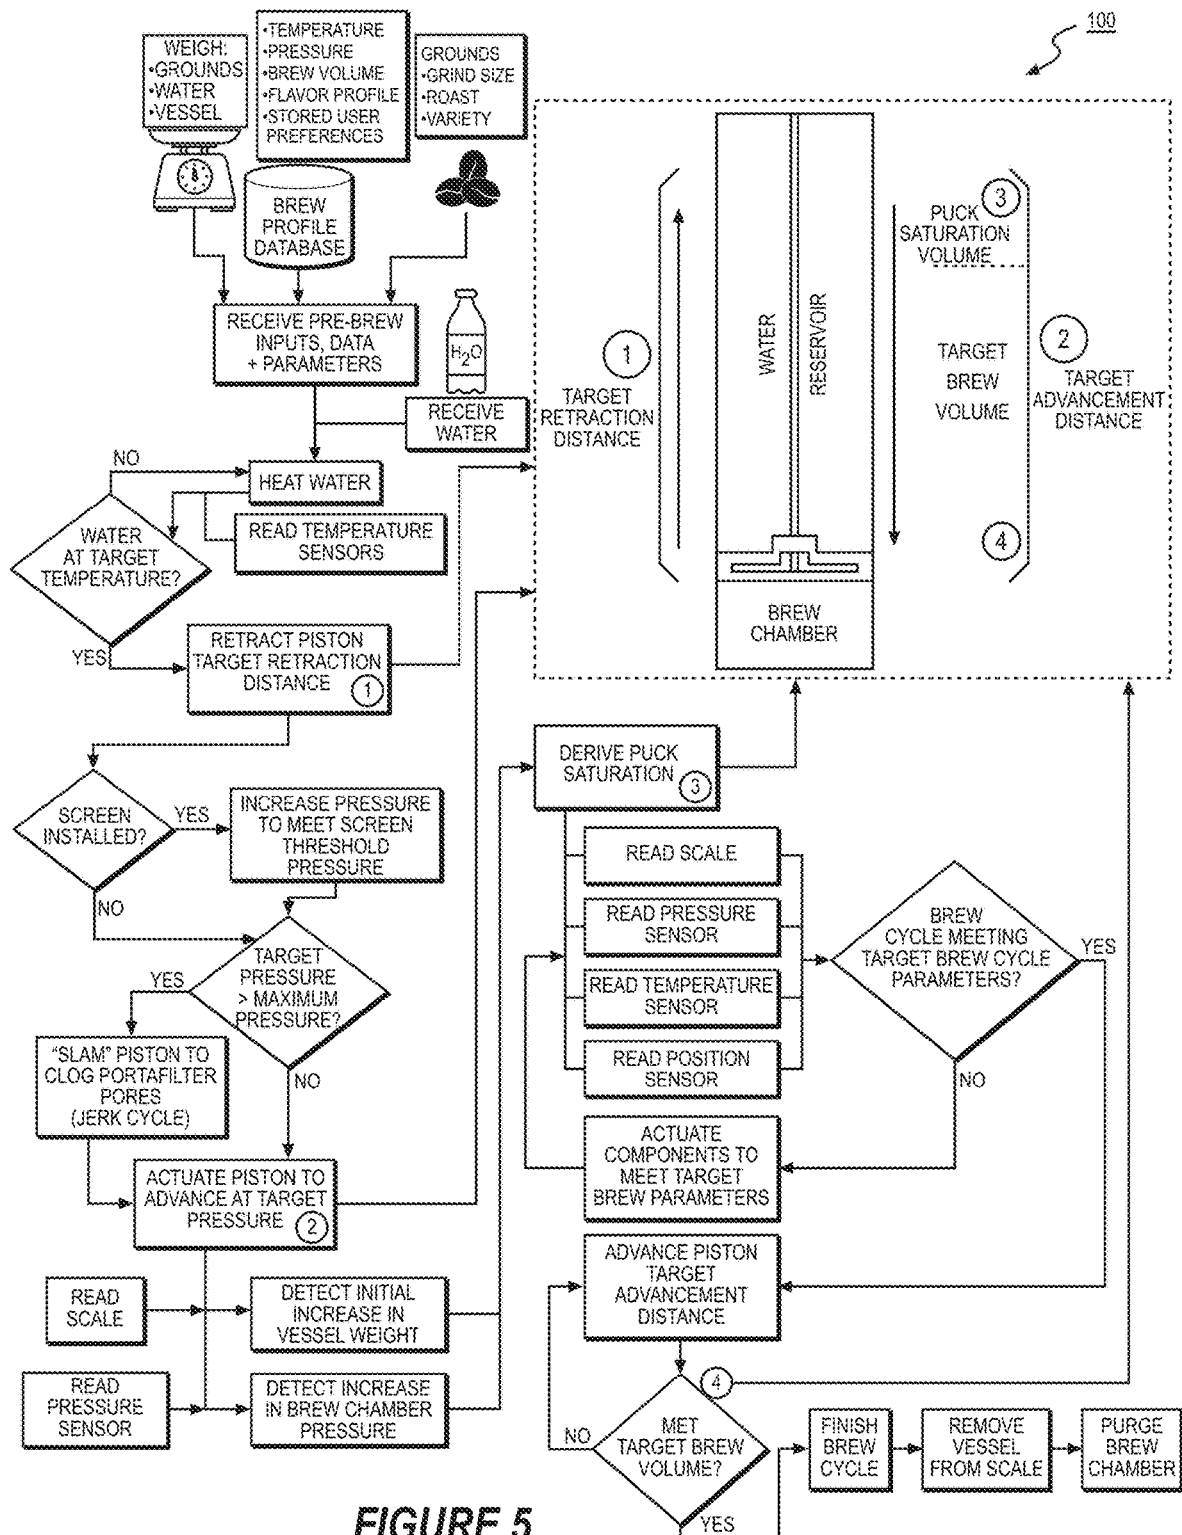 100
WEIGH:
•GROUNDS
•WATER
•VESSEL
•TEMPERATURE
•PRESSURE
•BREW VOLUME
•FLAVOR PROFILE
•STORED USER
PREFERENCES
GROUNDS
•GRIND SIZE
•ROAST
•VARIETY
BREW
PROFILE
DATABASE
RECEIVE PRE-BREW
INPUTS, DATA
+ PARAMETERS
H2O
RECEIVE
WATER
NO
HEAT WATER
READ TEMPERATURE
SENSORS
WATER
AT TARGET
TEMPERATURE?
YES
RETRACT PISTON
TARGET RETRACTION
DISTANCE
1
1
TARGET
RETRACTION
DISTANCE
WATER
RESERVOIR
BREW
CHAMBER
3
PUCK
SATURATION
VOLUME
TARGET
BREW
VOLUME
2
TARGET
ADVANCEMENT
DISTANCE
4
SCREEN
INSTALLED?
YES
NO
INCREASE PRESSURE
TO MEET SCREEN
THRESHOLD
PRESSURE
TARGET
PRESSURE
> MAXIMUM
PRESSURE?
YES
NO
"SLAM" PISTON TO
CLOG PORTAFILTER
PORES
(JERK CYCLE)
ACTUATE PISTON TO
ADVANCE AT TARGET
PRESSURE
2
READ
SCALE
DETECT INITIAL
INCREASE IN
VESSEL WEIGHT
READ
PRESSURE
SENSOR
DETECT INCREASE
IN BREW CHAMBER
PRESSURE
DERIVE PUCK
SATURATION
3
READ SCALE
READ PRESSURE
SENSOR
READ TEMPERATURE
SENSOR
READ POSITION
SENSOR
BREW
CYCLE MEETING
TARGET BREW CYCLE
PARAMETERS?
YES
NO
ACTUATE
COMPONENTS TO
MEET TARGET
BREW PARAMETERS
ADVANCE PISTON
TARGET
ADVANCEMENT
DISTANCE
4
MET
TARGET BREW
VOLUME?
NO
YES
FINISH
BREW
CYCLE
REMOVE
VESSEL
FROM SCALE
PURGE
BREW
CHAMBER
FIGURE 5